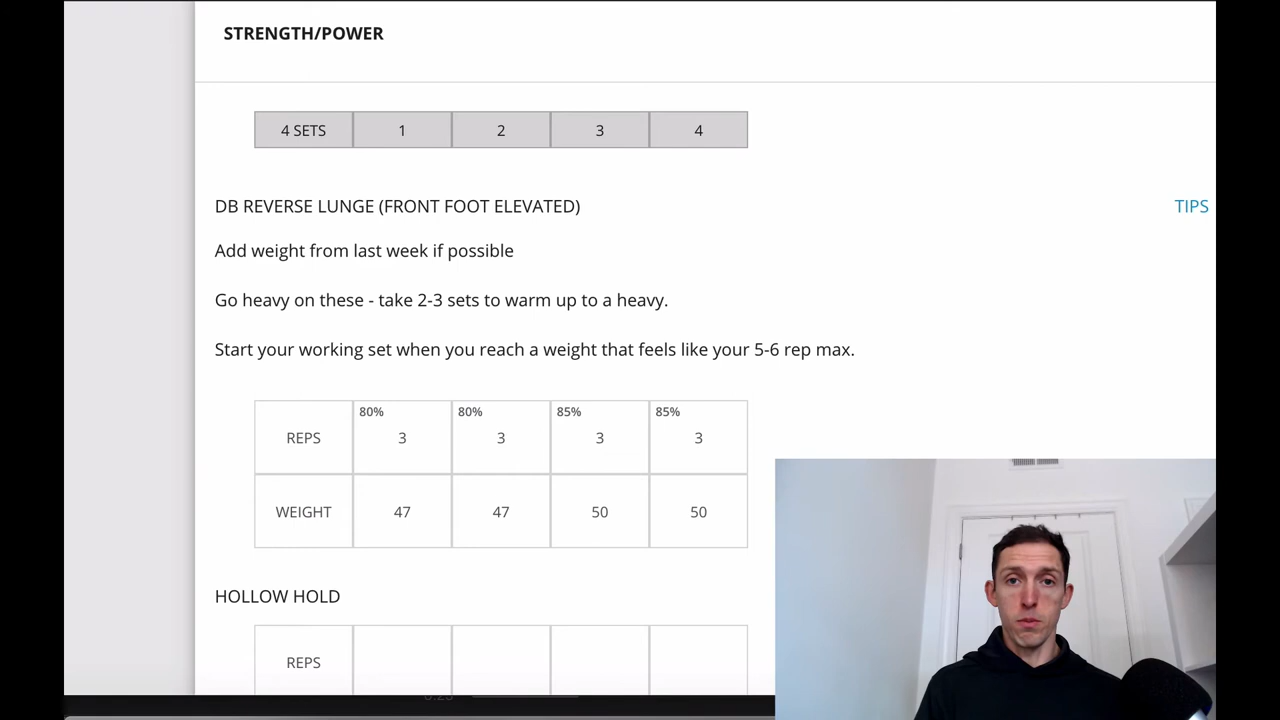 STRENGTH/POWER
4 SETS 1 2 3 4
DB REVERSE LUNGE (FRONT FOOT ELEVATED) TIPS
Add weight from last week if possible
Go heavy on these - take 2-3 sets to warm up to a heavy.
Start your working set when you reach a weight that feels like your 5-6 rep max.
80% 80% 85% 85%
REPS 3 3 3 3
WEIGHT 47 47 50 50
HOLLOW HOLD
REPS